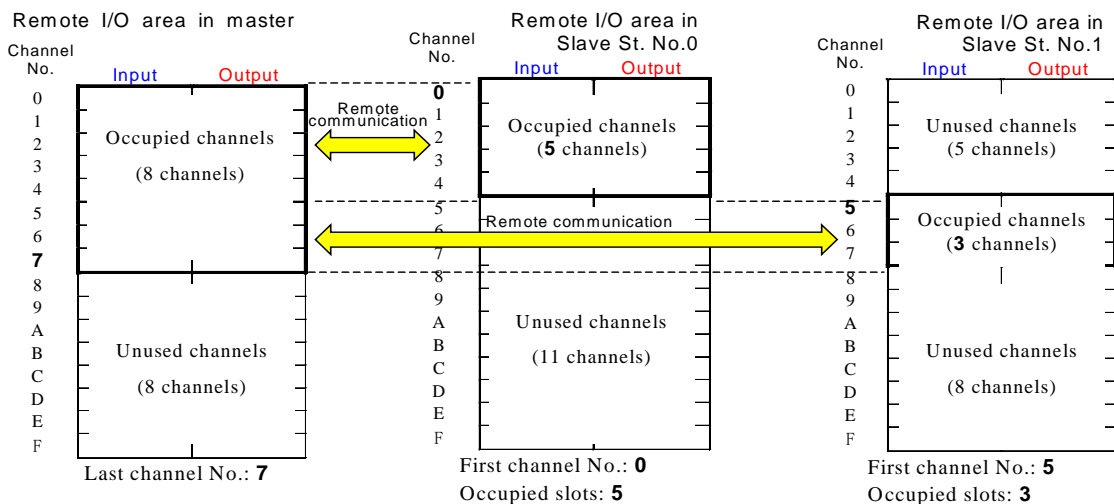 Remote I/O area in master
Channel
No.
Input Output
0
1
2
3
4
5
6
7
8
9
A
B
C
D
E
F
Occupied channels
(8 channels)
Unused channels
(8 channels)
Last channel No.: 7
Remote
communication
Remote I/O area in
Slave St. No.0
Channel
No.
Input Output
0
1
2
3
4
5
6
7
8
9
A
B
C
D
E
F
Occupied channels
(5 channels)
Remote communication
Unused channels
(11 channels)
First channel No.: 0
Occupied slots: 5
Remote I/O area in
Slave St. No.1
Channel
No.
Input Output
0
1
2
3
4
5
6
7
8
9
A
B
C
D
E
F
Unused channels
(5 channels)
Occupied channels
(3 channels)
Unused channels
(8 channels)
First channel No.: 5
Occupied slots: 3